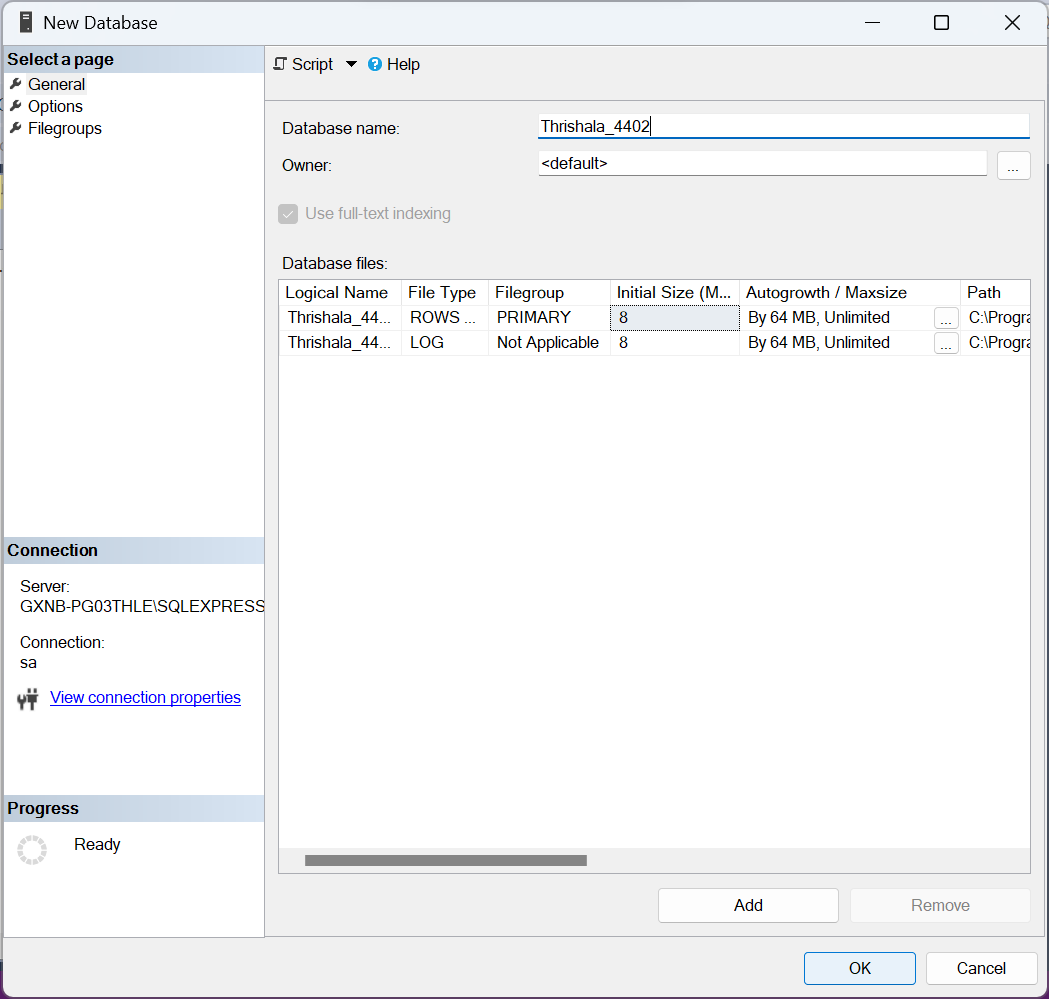 New Database
Select a page
General
Options
Filegroups
Script Help
Database name: Thrishala_4402
Owner: <default> ...
Use full-text indexing
Database files:
Logical Name File Type Filegroup Initial Size (M... Autogrowth / Maxsize Path
Thrishala_44... ROWS ... PRIMARY 8 By 64 MB, Unlimited ... C:\Progra
Thrishala_44... LOG Not Applicable 8 By 64 MB, Unlimited ... C:\Progra
Connection
Server:
GXNB-PG03THLE\SQLEXPRESS
Connection:
sa
View connection properties
Progress
Ready
Add Remove
OK Cancel